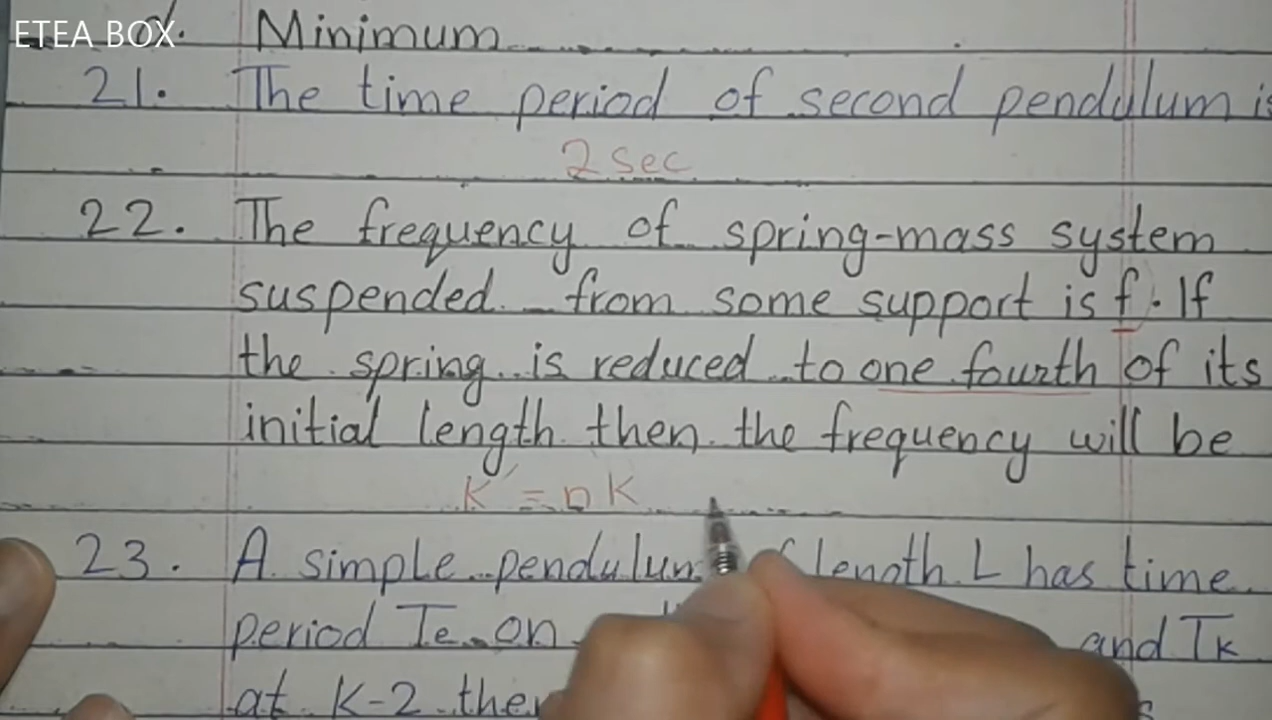 ETEA BOX
d. Minimum
21. The time period of second pendulum is
2 sec
22. The frequency of spring-mass system
suspended from some support is f. If
the spring is reduced to one fourth of its
initial length then the frequency will be
K' = n K
23. A simple pendulum of length L has time
period Te on and Tk
at K-2 then